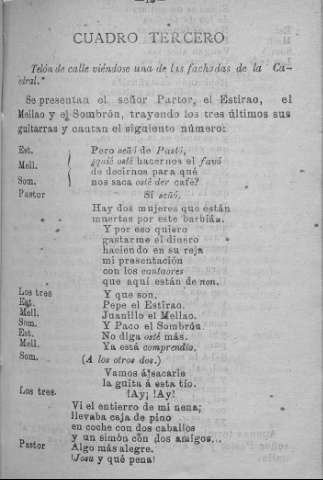 CUADRO TERCERO
Telón de calle viéndose una de las fachadas de la Ca-
edral.
Se presentan el señor Pastor, el Estirao, el
Mellao y el Sombrón, trayendo los tres últimos sus
guitarras y cantan el siguiente número:
Est. Pero señó de Pastó,
Mell. ¿quié osté hacernos el favó
de decirnos para qué
Som. nos saca osté der café?
Pastor Sí señó,
Hay dos mujeres que están
muertas por este barbián.
Y por eso quiero
gastarme el dinero
haciendo en su reja
mi presentación
con los cantaores
que aquí están de non.
Los tres Y que son.
Est. Pepe el Estirao.
Mell. Juanillo el Mellao.
Som. Y Paco el Sombrón.
Est. No diga osté más.
Mell. Ya está comprendío.
Som. (A los otros dos.)
Vamos á sacarle
la guita á esta tío.
Los tres. !Ay; !Ay!
Vi el entierro de mi nena;
llevaba caja de pino
en coche con dos caballos
y un simón con dos amigos...
Pastor Algo más alegre.
!Josu y qué pena!